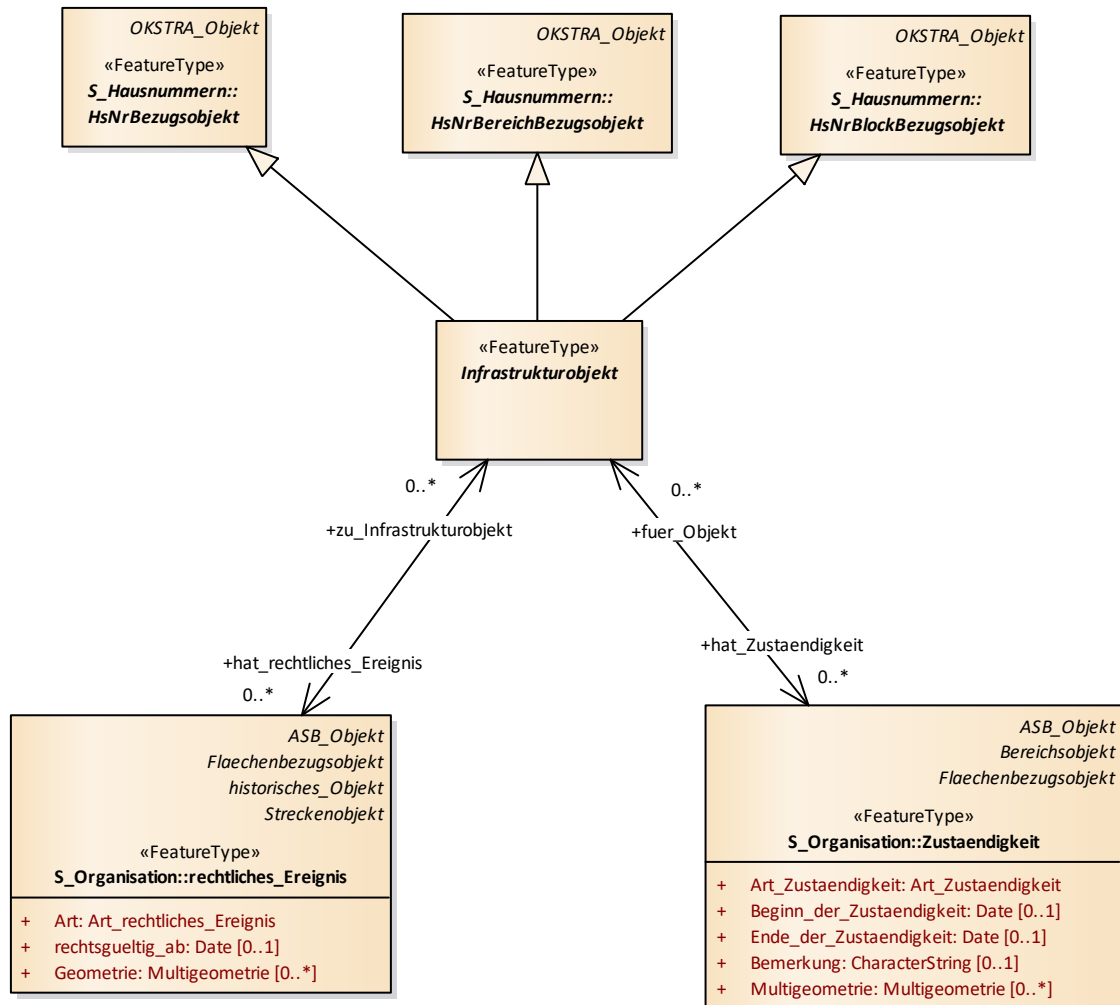 OKSTRA_Objekt
«FeatureType»
S_Hausnummern::
HsNrBezugsobjekt
OKSTRA_Objekt
«FeatureType»
S_Hausnummern::
HsNrBereichBezugsobjekt
OKSTRA_Objekt
«FeatureType»
S_Hausnummern::
HsNrBlockBezugsobjekt
«FeatureType»
Infrastrukturobjekt
0..*
+zu_Infrastrukturobjekt
0..*
+fuer_Objekt
+hat_rechtliches_Ereignis
0..*
+hat_Zustaendigkeit
0..*
ASB_Objekt
Flaechenbezugsobjekt
historisches_Objekt
Streckenobjekt
«FeatureType»
S_Organisation::rechtliches_Ereignis
+ Art: Art_rechtliches_Ereignis
+ rechtsgueltig_ab: Date [0..1]
+ Geometrie: Multigeometrie [0..*]
ASB_Objekt
Bereichsobjekt
Flaechenbezugsobjekt
«FeatureType»
S_Organisation::Zustaendigkeit
+ Art_Zustaendigkeit: Art_Zustaendigkeit
+ Beginn_der_Zustaendigkeit: Date [0..1]
+ Ende_der_Zustaendigkeit: Date [0..1]
+ Bemerkung: CharacterString [0..1]
+ Multigeometrie: Multigeometrie [0..*]